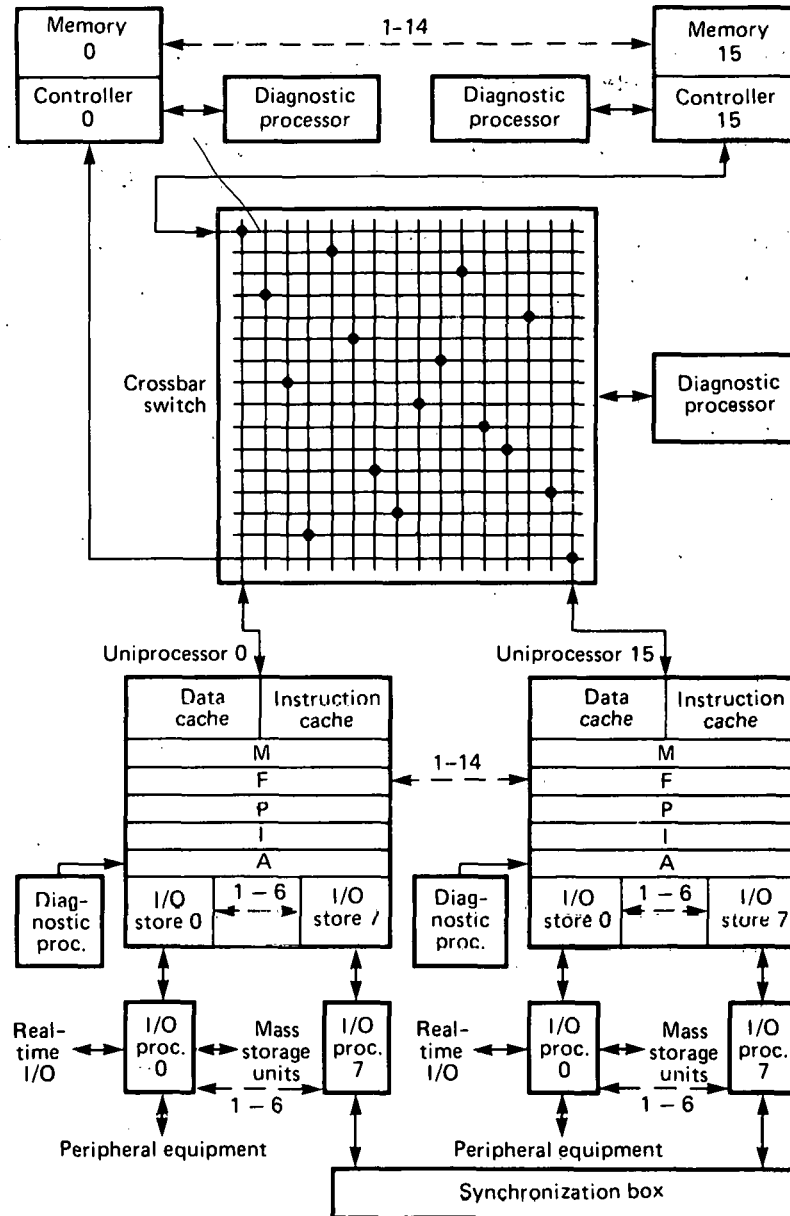 Memory
0
1–14
Memory
15
Controller
0
Diagnostic
processor
Diagnostic
processor
Controller
15
Crossbar
switch
Diagnostic
processor
Uniprocessor 0
Uniprocessor 15
Data
cache
Instruction
cache
Data
cache
Instruction
cache
M
F
P
I
A
1–14
M
F
P
I
A
Diag-
nostic
proc.
I/O
store 0
1 – 6
I/O
store 7
Diag-
nostic
proc.
I/O
store 0
1 – 6
I/O
store 7
Real-
time
I/O
I/O
proc.
0
Mass
storage
units
1 – 6
I/O
proc.
7
Real-
time
I/O
I/O
proc.
0
Mass
storage
units
1 – 6
I/O
proc.
7
Peripheral equipment
Peripheral equipment
Synchronization box